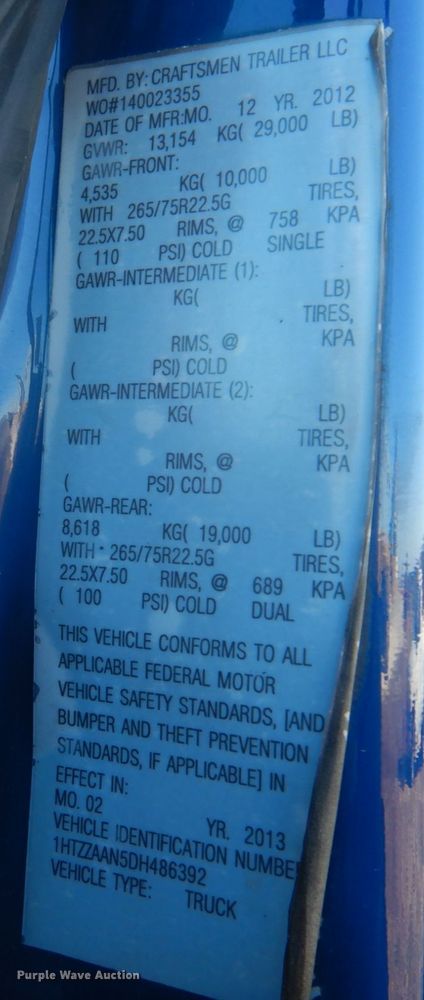 MFD. BY: CRAFTSMEN TRAILER LLC
WO#140023355
DATE OF MFR:MO. 12 YR. 2012
GVWR: 13,154 KG( 29,000 LB)
GAWR-FRONT:
4,535 KG( 10,000 LB)
WITH 265/75R22.5G TIRES,
22.5X7.50 RIMS, @ 758 KPA
( 110 PSI) COLD SINGLE
GAWR-INTERMEDIATE (1):
KG( LB)
WITH TIRES,
RIMS, @ KPA
( PSI) COLD
GAWR-INTERMEDIATE (2):
KG( LB)
WITH TIRES,
RIMS, @ KPA
( PSI) COLD
GAWR-REAR:
8,618 KG( 19,000 LB)
WITH 265/75R22.5G TIRES,
22.5X7.50 RIMS, @ 689 KPA
( 100 PSI) COLD DUAL
THIS VEHICLE CONFORMS TO ALL
APPLICABLE FEDERAL MOTOR
VEHICLE SAFETY STANDARDS, [AND
BUMPER AND THEFT PREVENTION
STANDARDS, IF APPLICABLE] IN
EFFECT IN:
MO. 02 YR. 2013
VEHICLE IDENTIFICATION NUMBE
1HTZZAAN5DH486392
VEHICLE TYPE: TRUCK
Purple Wave Auction